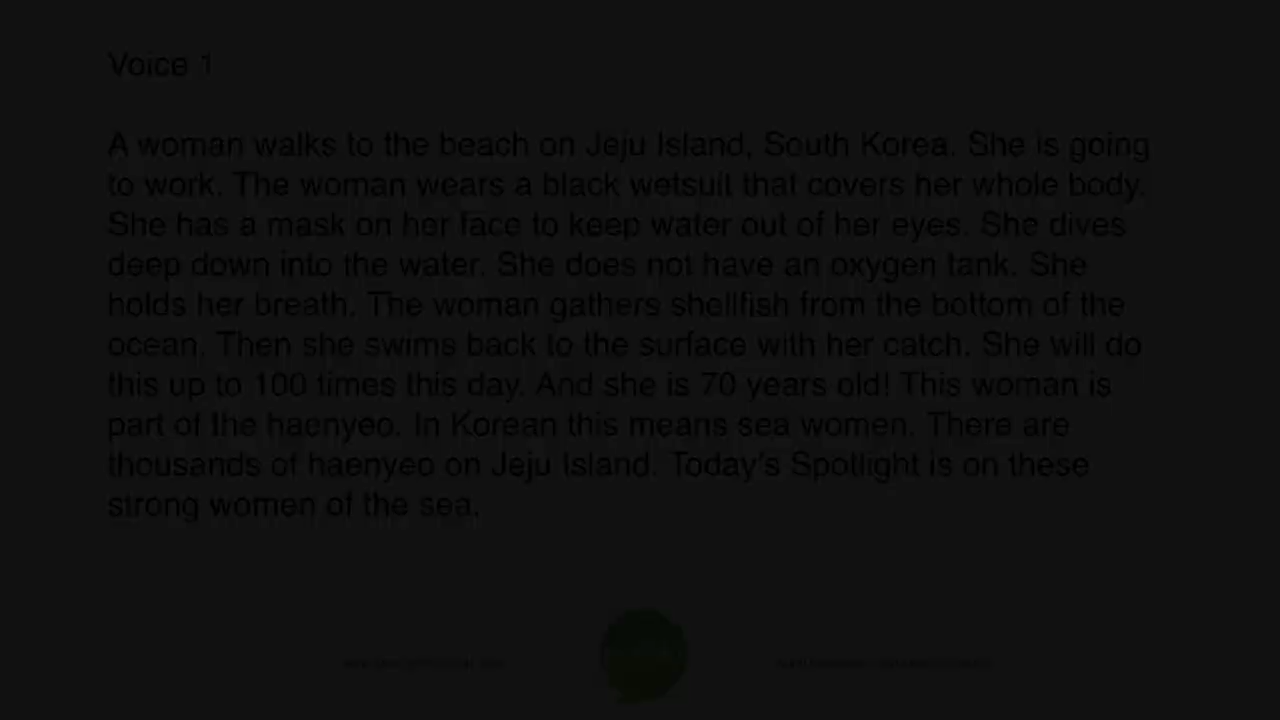 Voice 1
A woman walks to the beach on Jeju Island, South Korea. She is going
to work. The woman wears a black wetsuit that covers her whole body.
She has a mask on her face to keep water out of her eyes. She dives
deep down into the water. She does not have an oxygen tank. She
holds her breath. The woman gathers shellfish from the bottom of the
ocean. Then she swims back to the surface with her catch. She will do
this up to 100 times this day. And she is 70 years old! This woman is
part of the haenyeo. In Korean this means sea women. There are
thousands of haenyeo on Jeju Island. Today's Spotlight is on these
strong women of the sea.